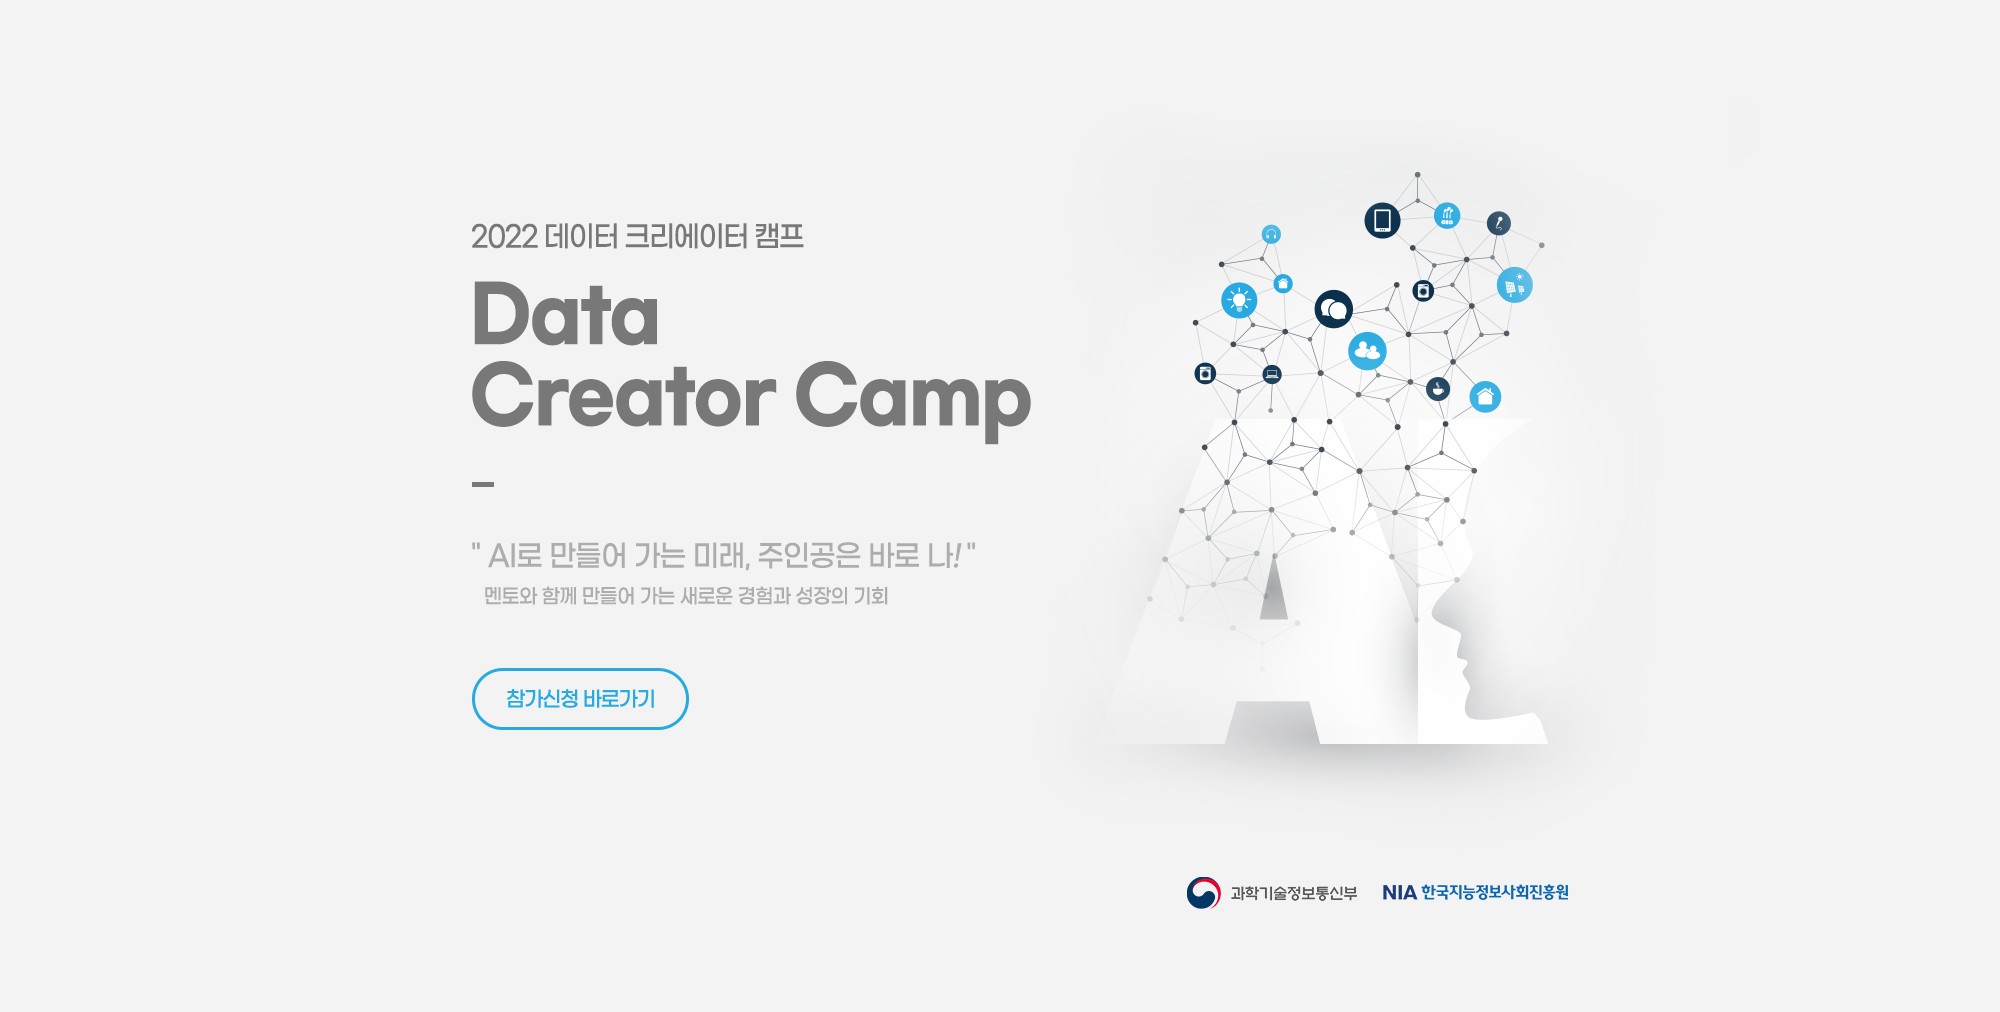 2022 데이터 크리에이터 캠프
Data
Creator Camp
" AI로 만들어 가는 미래, 주인공은 바로 나! "
멘토와 함께 만들어 가는 새로운 경험과 성장의 기회
참가신청 바로가기
과학기술정보통신부
NIA 한국지능정보사회진흥원